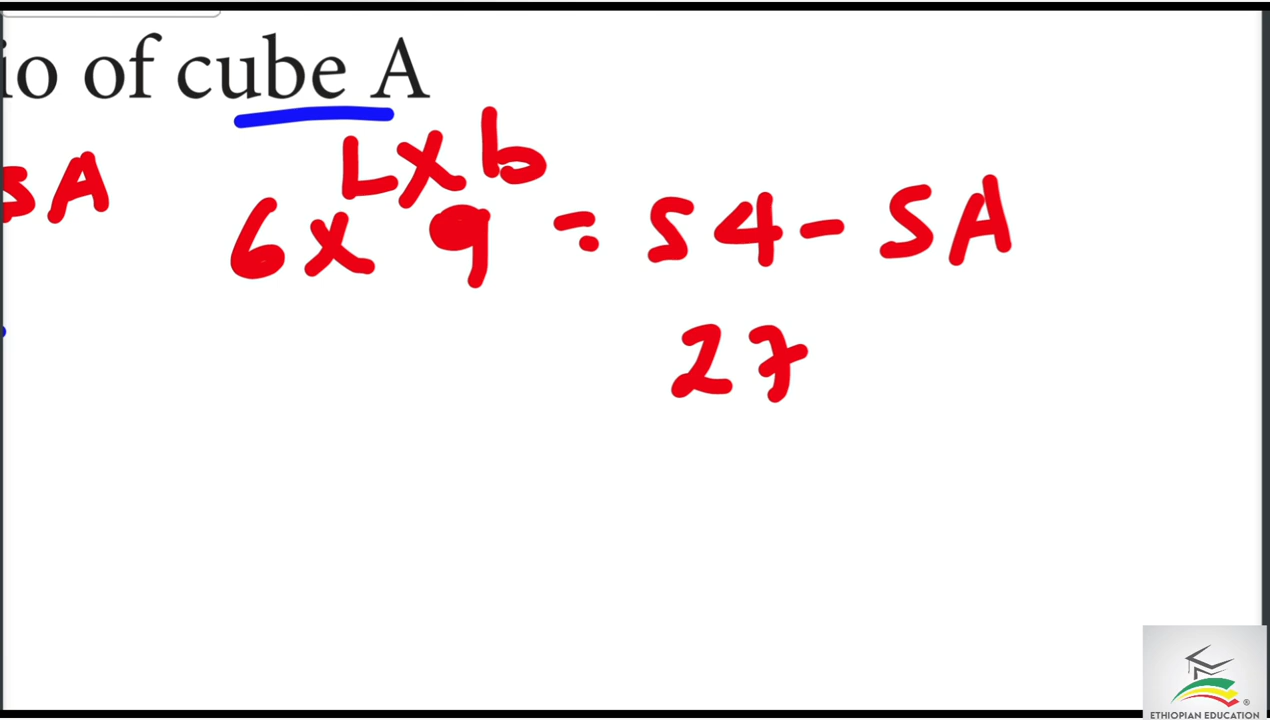 io of cube A
L x b
SA
6 x 9 = 54 - SA
27
®
ETHIOPIAN EDUCATION